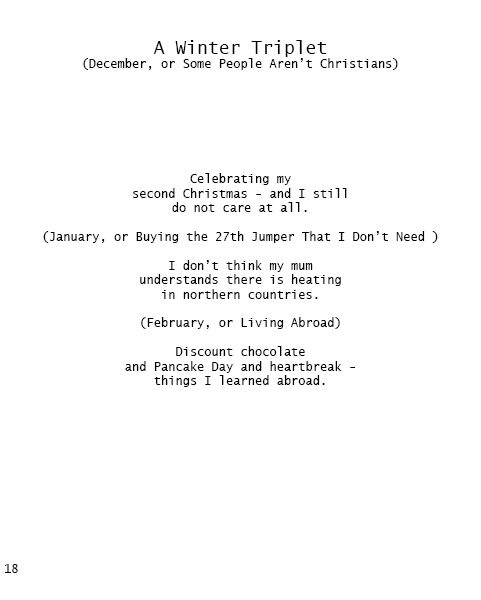 A Winter Triplet
(December, or Some People Aren't Christians)
Celebrating my
second Christmas - and I still
do not care at all.
(January, or Buying the 27th Jumper That I Don't Need )
I don't think my mum
understands there is heating
in northern countries.
(February, or Living Abroad)
Discount chocolate
and Pancake Day and heartbreak -
things I learned abroad.
18